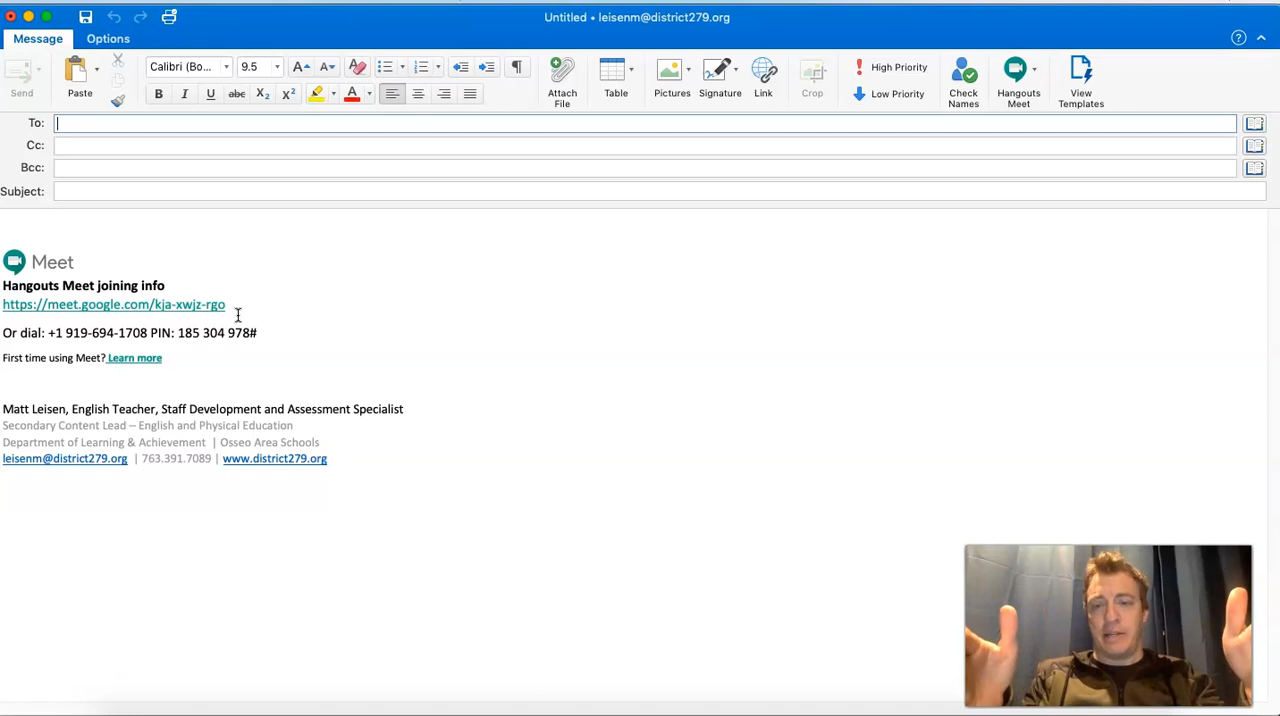 Untitled • leisenm@district279.org
Message Options
Send
Paste
Calibri (Bo... 9.5
B I U abc X₂ X² A
Attach File
Table
Pictures
Signature
Link
Crop
High Priority
Low Priority
Check Names
Hangouts Meet
View Templates
To:
Cc:
Bcc:
Subject:
Meet
Hangouts Meet joining info
https://meet.google.com/kja-xwjz-rgo
Or dial: +1 919-694-1708 PIN: 185 304 978#
First time using Meet? Learn more
Matt Leisen, English Teacher, Staff Development and Assessment Specialist
Secondary Content Lead – English and Physical Education
Department of Learning & Achievement | Osseo Area Schools
leisenm@district279.org | 763.391.7089 | www.district279.org